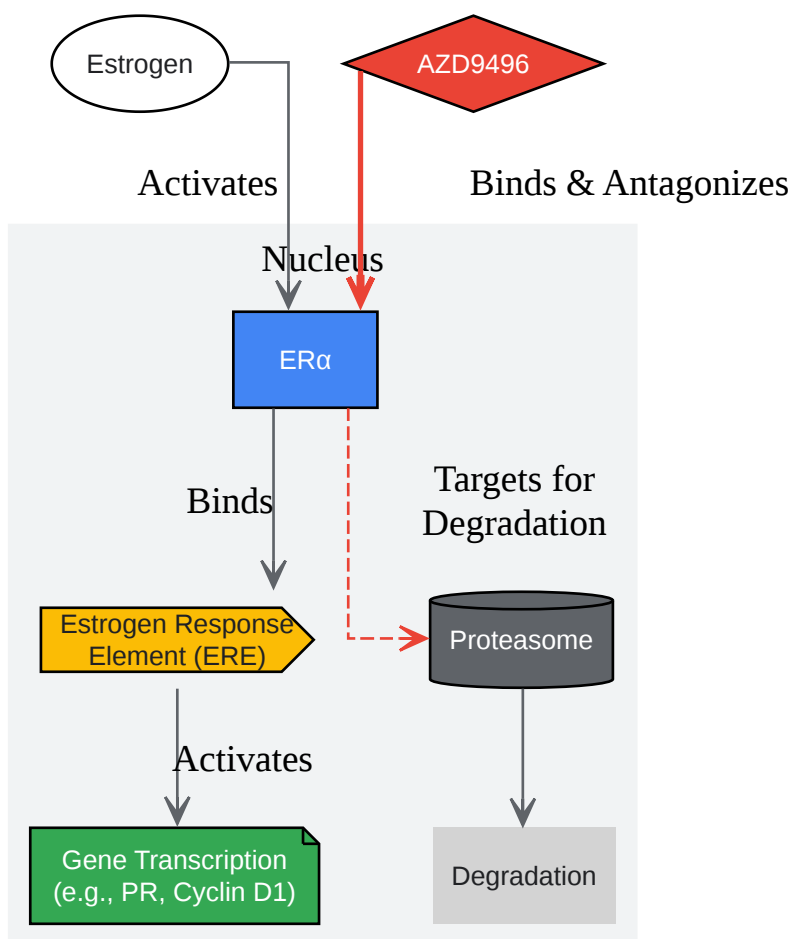 Estrogen
AZD9496
Activates
Binds & Antagonizes
Nucleus
ERα
Binds
Targets for
Degradation
Estrogen Response
Element (ERE)
Proteasome
Activates
Gene Transcription
(e.g., PR, Cyclin D1)
Degradation